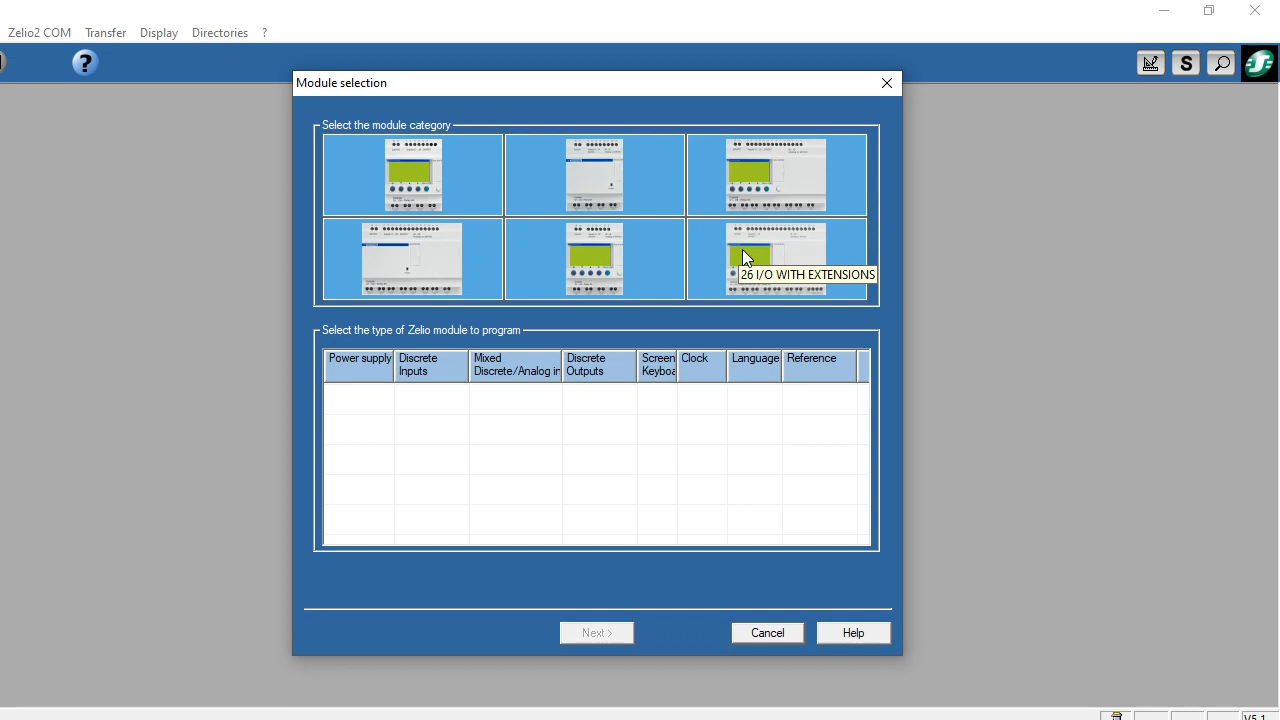 Zelio2 COM Transfer Display Directories ?
?
S
Module selection
Select the module category
26 I/O WITH EXTENSIONS
Select the type of Zelio module to program
Power supply
Discrete
Inputs
Mixed
Discrete/Analog in
Discrete
Outputs
Screen
Keyboa
Clock
Language
Reference
Next >
Cancel
Help
V5.1